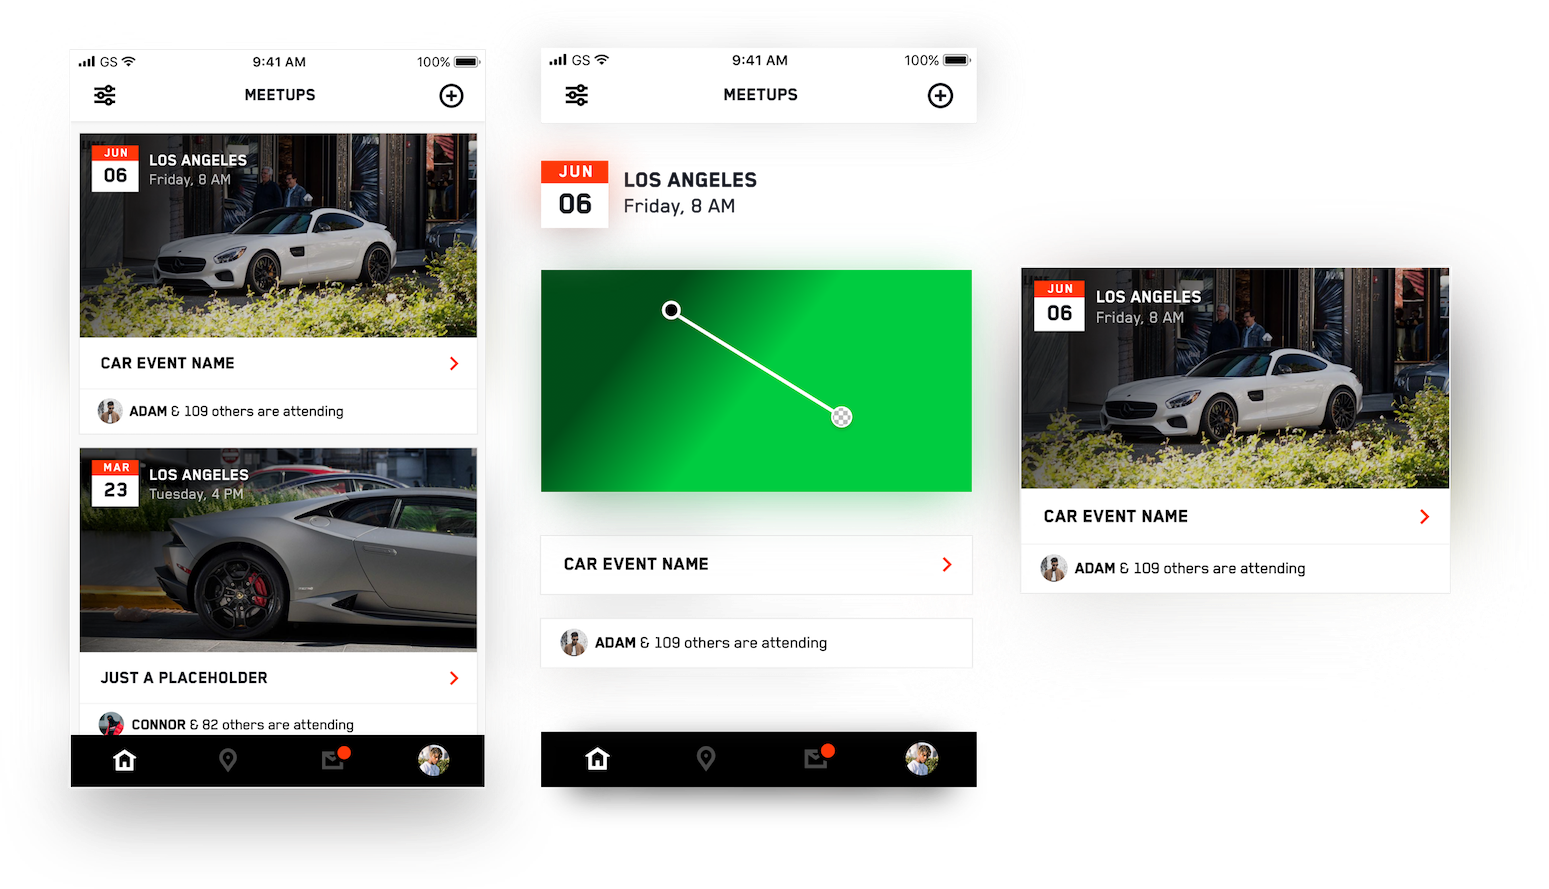 GS 9:41 AM 100%
MEETUPS
JUN
06
LOS ANGELES
Friday, 8 AM
CAR EVENT NAME
ADAM & 109 others are attending
MAR
23
LOS ANGELES
Tuesday, 4 PM
JUST A PLACEHOLDER
CONNOR & 82 others are attending
GS 9:41 AM 100%
MEETUPS
JUN
06
LOS ANGELES
Friday, 8 AM
CAR EVENT NAME
ADAM & 109 others are attending
JUN
06
LOS ANGELES
Friday, 8 AM
CAR EVENT NAME
ADAM & 109 others are attending